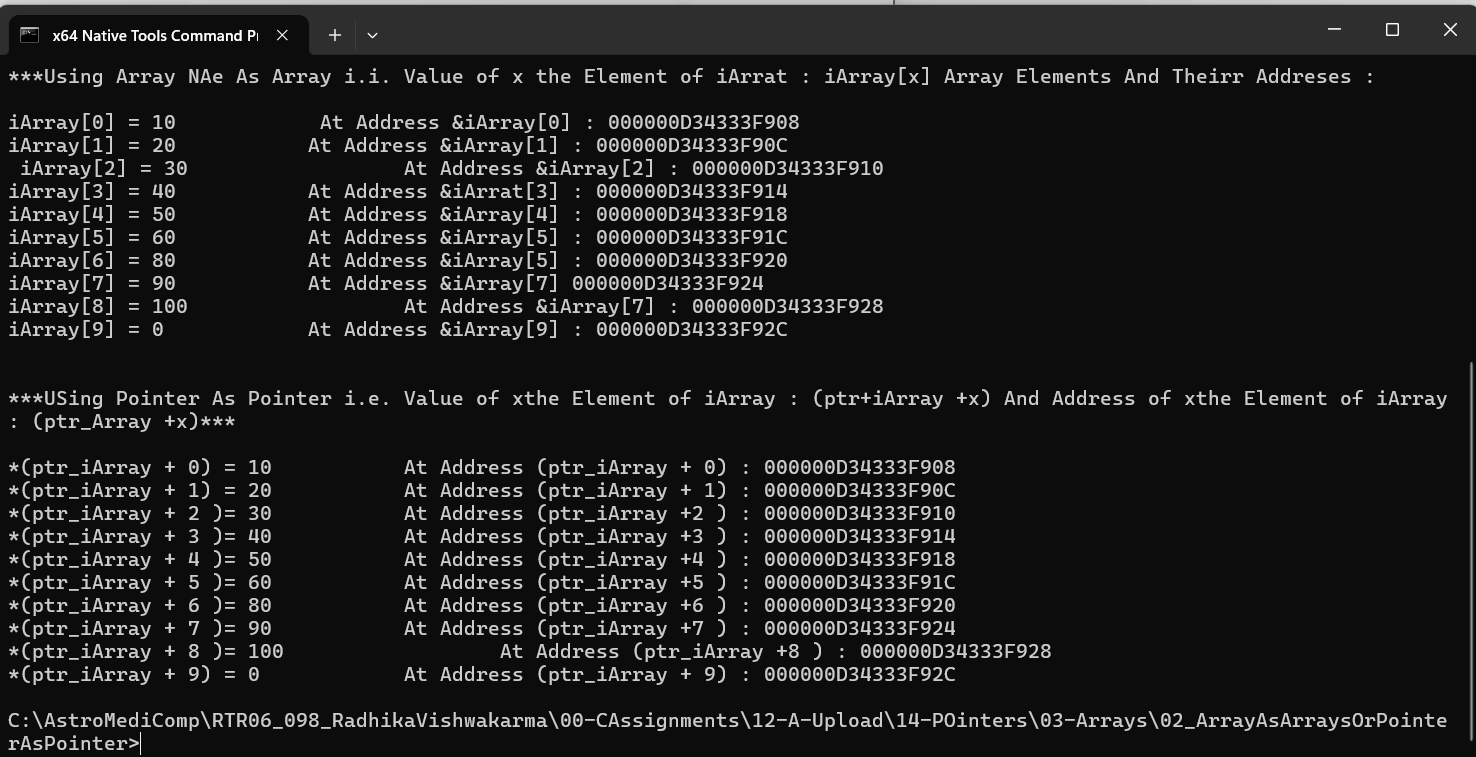 x64 Native Tools Command P
***Using Array NAe As Array i.i. Value of x the Element of iArrat : iArray[x] Array Elements And Theirr Addreses :
iArray[0] = 10 At Address &iArray[0] : 000000D34333F908
iArray[1] = 20 At Address &iArray[1] : 000000D34333F90C
iArray[2] = 30 At Address &iArray[2] : 000000D34333F910
iArray[3] = 40 At Address &iArrat[3] : 000000D34333F914
iArray[4] = 50 At Address &iArray[4] : 000000D34333F918
iArray[5] = 60 At Address &iArray[5] : 000000D34333F91C
iArray[6] = 80 At Address &iArray[5] : 000000D34333F920
iArray[7] = 90 At Address &iArray[7] 000000D34333F924
iArray[8] = 100 At Address &iArray[7] : 000000D34333F928
iArray[9] = 0 At Address &iArray[9] : 000000D34333F92C
***USing Pointer As Pointer i.e. Value of xthe Element of iArray : (ptr+iArray +x) And Address of xthe Element of iArray
: (ptr_Array +x)***
*(ptr_iArray + 0) = 10 At Address (ptr_iArray + 0) : 000000D34333F908
*(ptr_iArray + 1) = 20 At Address (ptr_iArray + 1) : 000000D34333F90C
*(ptr_iArray + 2 )= 30 At Address (ptr_iArray +2 ) : 000000D34333F910
*(ptr_iArray + 3 )= 40 At Address (ptr_iArray +3 ) : 000000D34333F914
*(ptr_iArray + 4 )= 50 At Address (ptr_iArray +4 ) : 000000D34333F918
*(ptr_iArray + 5 )= 60 At Address (ptr_iArray +5 ) : 000000D34333F91C
*(ptr_iArray + 6 )= 80 At Address (ptr_iArray +6 ) : 000000D34333F920
*(ptr_iArray + 7 )= 90 At Address (ptr_iArray +7 ) : 000000D34333F924
*(ptr_iArray + 8 )= 100 At Address (ptr_iArray +8 ) : 000000D34333F928
*(ptr_iArray + 9) = 0 At Address (ptr_iArray + 9) : 000000D34333F92C
C:\AstroMediComp\RTR06_098_RadhikaVishwakarma\00-CAssignments\12-A-Upload\14-POinters\03-Arrays\02_ArrayAsArraysOrPointe
rAsPointer>